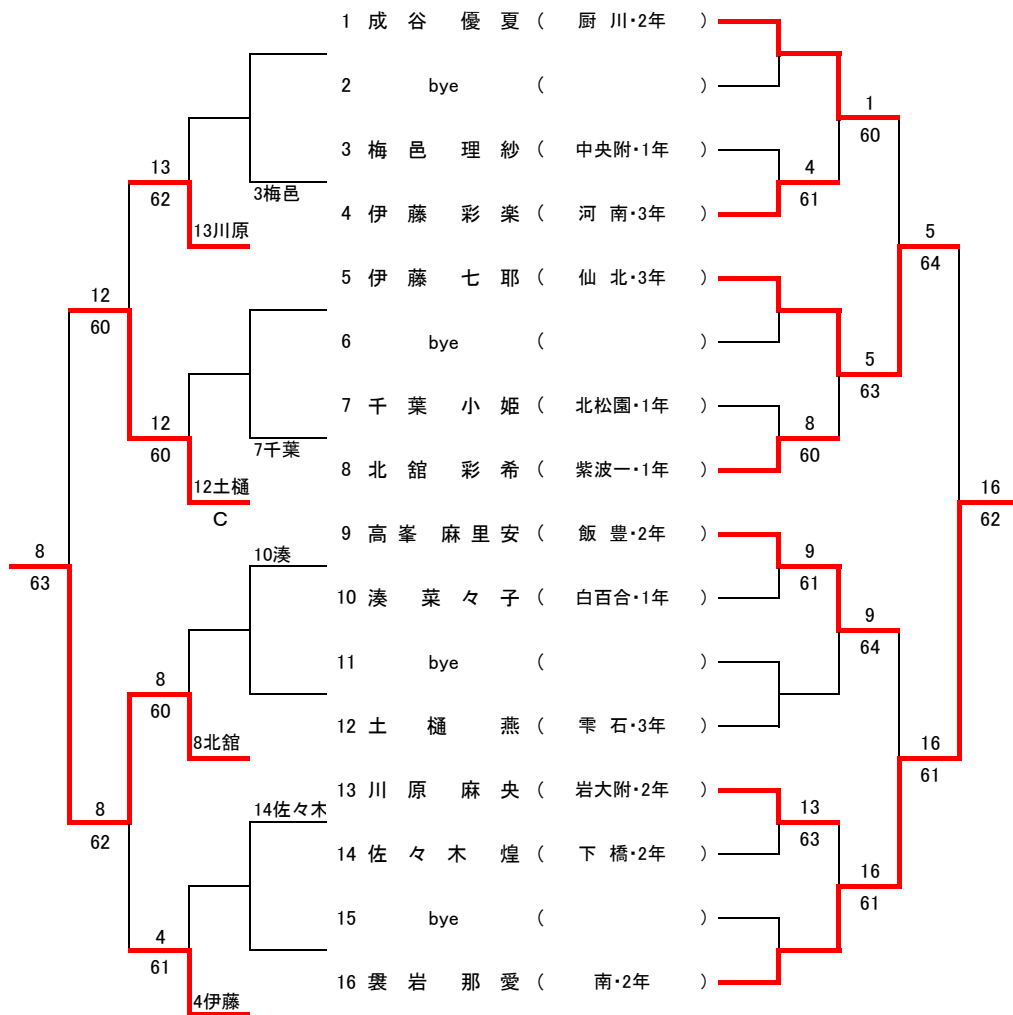 1 成谷 優夏 ( 厨川・2年 )
2 bye ( )
3 梅邑 理紗 ( 中央附・1年 )
4 伊藤 彩楽 ( 河南・3年 )
5 伊藤 七耶 ( 仙北・3年 )
6 bye ( )
7 千葉 小姫 ( 北松園・1年 )
8 北舘 彩希 ( 紫波一・1年 )
9 高峯 麻里安 ( 飯豊・2年 )
10 湊 菜々子 ( 白百合・1年 )
11 bye ( )
12 土樋 燕 ( 雫石・3年 )
13 川原 麻央 ( 岩大附・2年 )
14 佐々木 煌 ( 下橋・2年 )
15 bye ( )
16 袰岩 那愛 ( 南・2年 )
13
62
3梅邑
13川原
12
60
12
60
7千葉
12土樋
C
8
63
10湊
8
60
8北舘
8
62
14佐々木
4
61
4伊藤
1
60
4
61
5
64
5
63
8
60
16
62
9
61
9
64
16
61
13
63
16
61